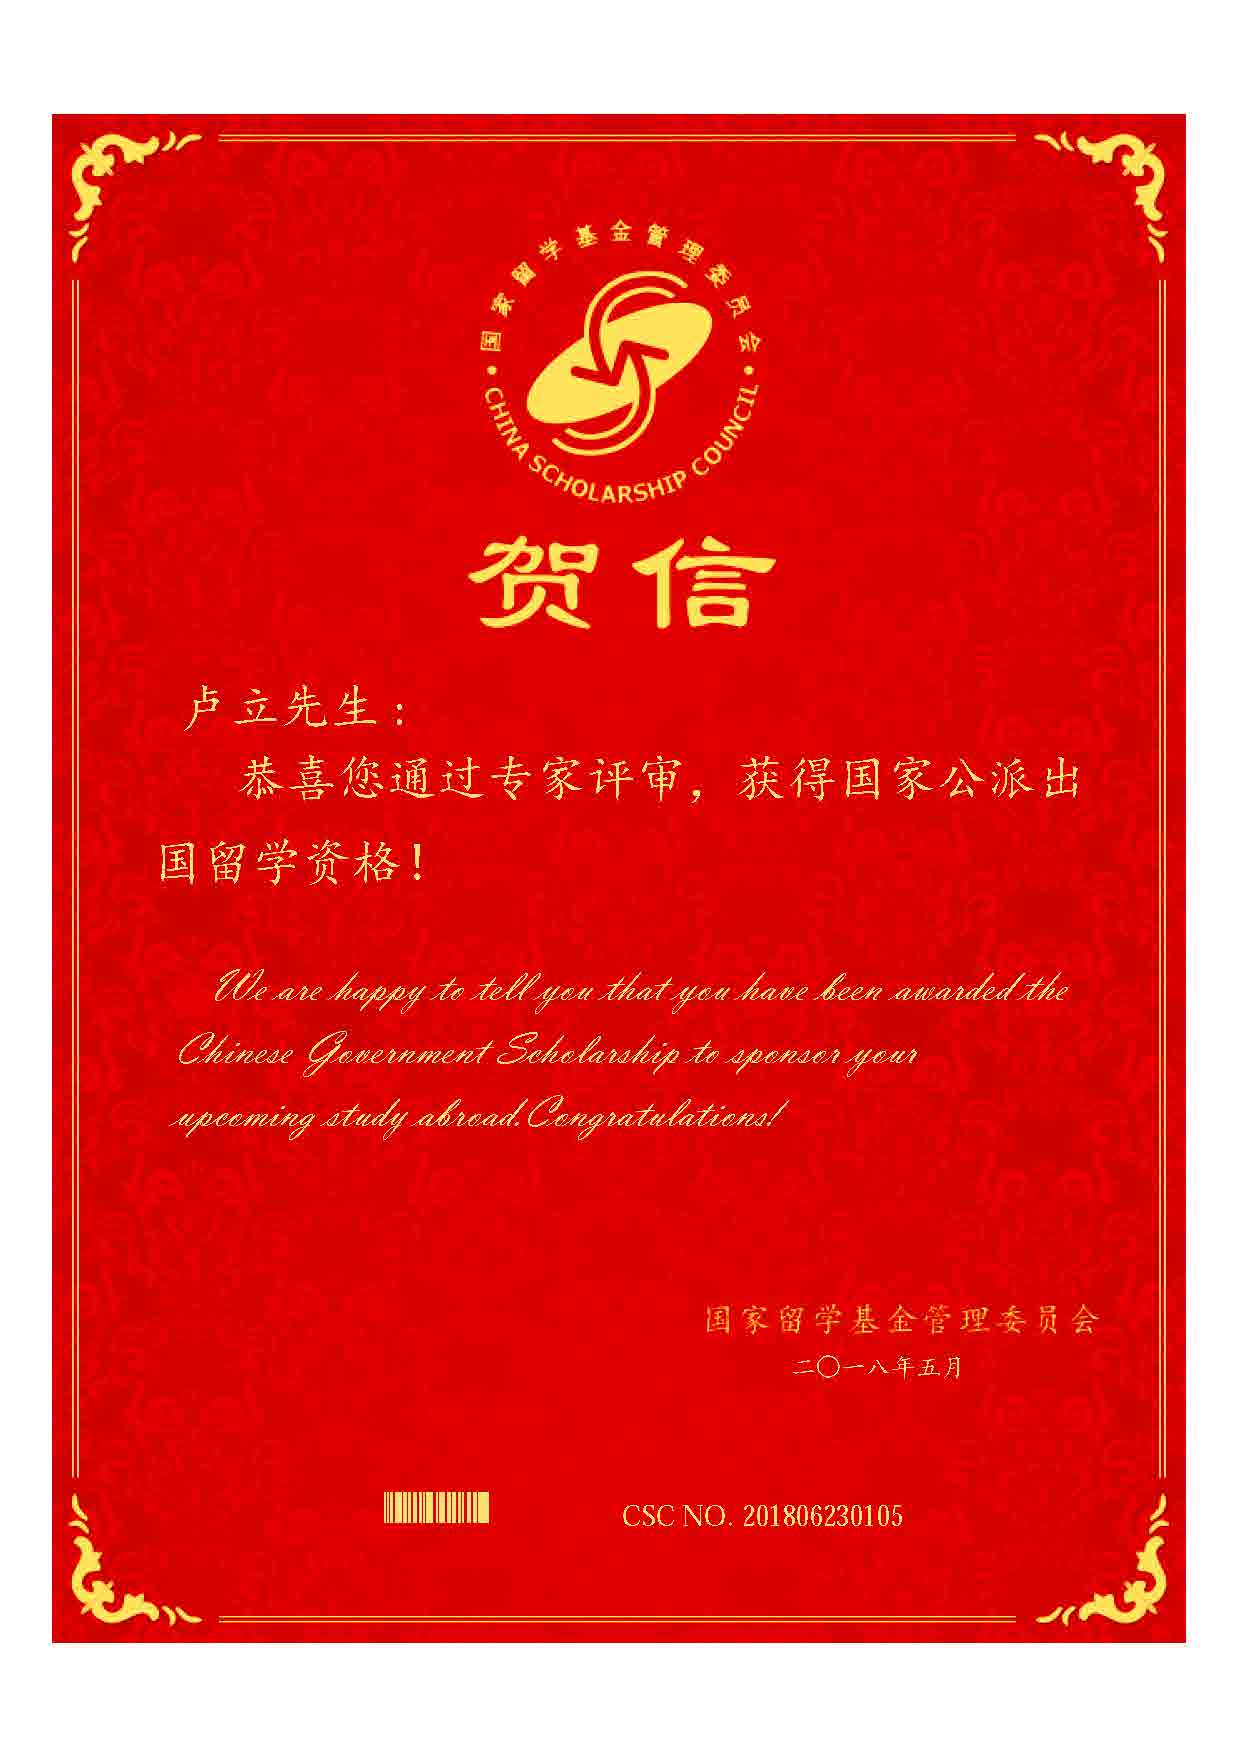 国家留学基金管理委员会
CHINA SCHOLARSHIP COUNCIL
贺信
卢立先生：
恭喜您通过专家评审，获得国家公派出
国留学资格！
We are happy to tell you that you have been awarded the
Chinese Government Scholarship to sponsor your
upcoming study abroad. Congratulations!
国家留学基金管理委员会
二〇一八年五月
CSC NO. 201806230105